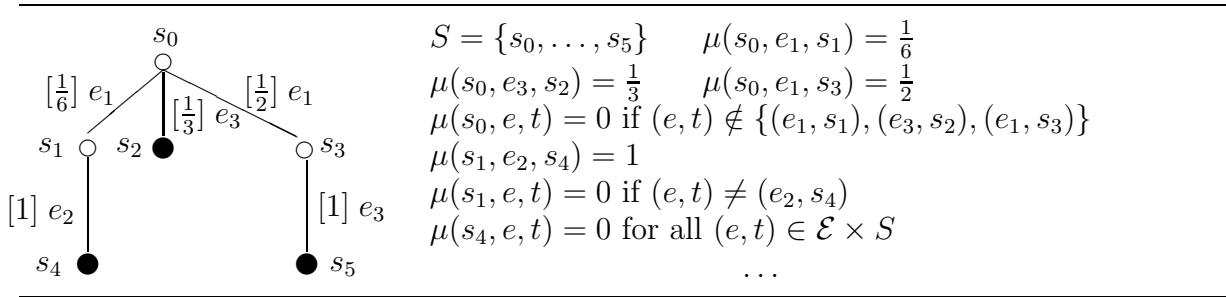 s₀
[1/6] e₁ [1/3] e₃ [1/2] e₁
s₁ s₂ s₃
[1] e₂ [1] e₃
s₄ s₅
S = {s₀, . . . , s₅} μ(s₀, e₁, s₁) = 1/6
μ(s₀, e₃, s₂) = 1/3 μ(s₀, e₁, s₃) = 1/2
μ(s₀, e, t) = 0 if (e, t) ∉ {(e₁, s₁), (e₃, s₂), (e₁, s₃)}
μ(s₁, e₂, s₄) = 1
μ(s₁, e, t) = 0 if (e, t) ≠ (e₂, s₄)
μ(s₄, e, t) = 0 for all (e, t) ∈ ℰ × S
. . .